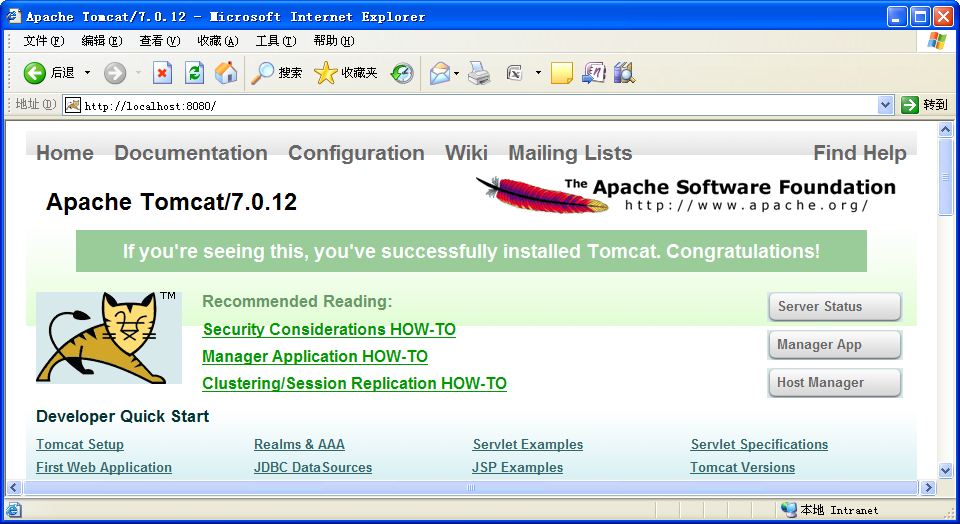 Apache Tomcat/7.0.12 - Microsoft Internet Explorer
文件(F) 编辑(E) 查看(V) 收藏(A) 工具(T) 帮助(H)
后退 搜索 收藏夹
地址(D) http://localhost:8080/ 转到
Home Documentation Configuration Wiki Mailing Lists Find Help
Apache Tomcat/7.0.12
The Apache Software Foundation
http://www.apache.org/
If you're seeing this, you've successfully installed Tomcat. Congratulations!
TM
Recommended Reading:
Security Considerations HOW-TO
Manager Application HOW-TO
Clustering/Session Replication HOW-TO
Server Status
Manager App
Host Manager
Developer Quick Start
Tomcat Setup Realms & AAA Servlet Examples Servlet Specifications
First Web Application JDBC DataSources JSP Examples Tomcat Versions
本地 Intranet